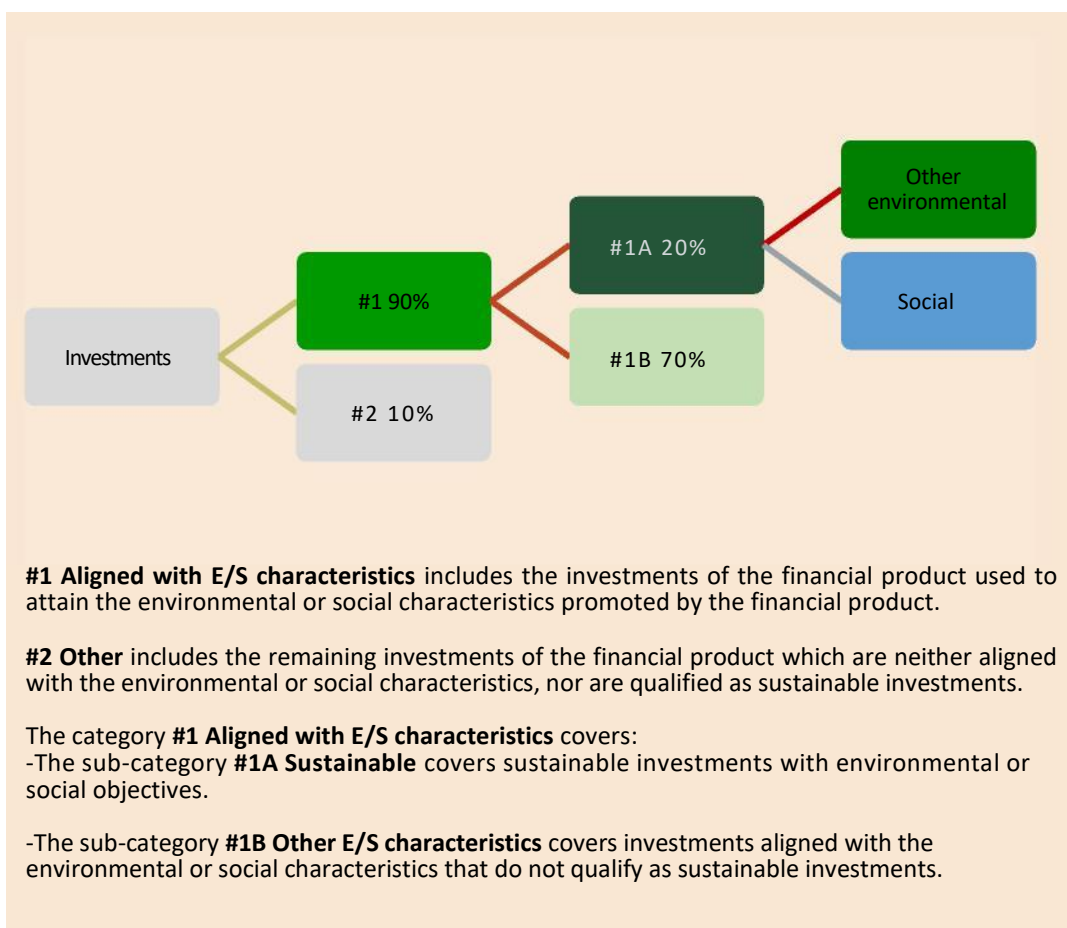 Other
environmental
#1A 20%
#1 90%
Social
Investments
#1B 70%
#2 10%
#1 Aligned with E/S characteristics includes the investments of the financial product used to
attain the environmental or social characteristics promoted by the financial product.
#2 Other includes the remaining investments of the financial product which are neither aligned
with the environmental or social characteristics, nor are qualified as sustainable investments.
The category #1 Aligned with E/S characteristics covers:
-The sub-category #1A Sustainable covers sustainable investments with environmental or
social objectives.
-The sub-category #1B Other E/S characteristics covers investments aligned with the
environmental or social characteristics that do not qualify as sustainable investments.